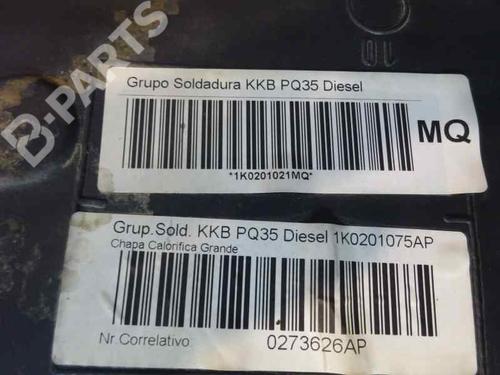 B-PARTS
10
Grupo Soldadura KKB PQ35 Diesel
MQ
*1K0201021MQ*
Grup.Sold. KKB PQ35 Diesel 1K0201075AP
Chapa Calorifica Grande
Nr.Correlativo
0273626AP